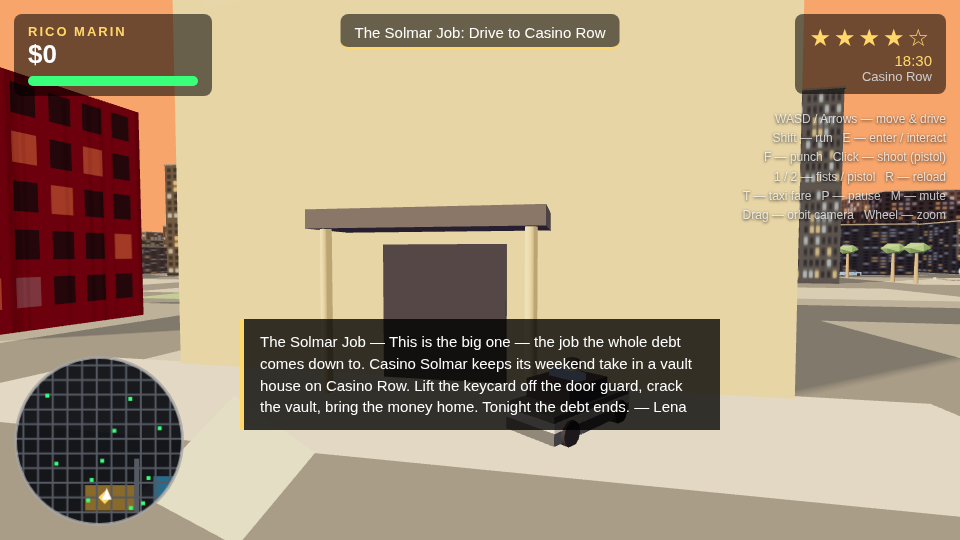 RICO MARIN
$0
The Solmar Job: Drive to Casino Row
18:30
Casino Row
WASD / Arrows — move & drive
Shift — run E — enter / interact
F — punch Click — shoot (pistol)
1 / 2 — fists / pistol R — reload
T — taxi fare P — pause M — mute
Drag — orbit camera Wheel — zoom
The Solmar Job — This is the big one — the job the whole debt
comes down to. Casino Solmar keeps its weekend take in a vault
house on Casino Row. Lift the keycard off the door guard, crack
the vault, bring the money home. Tonight the debt ends. — Lena